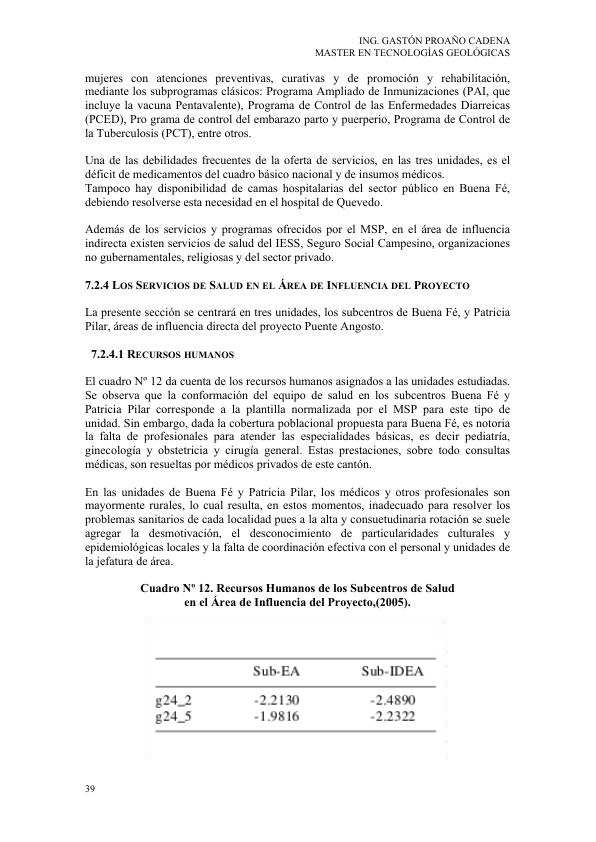 ING. GASTÓN PROAÑO CADENA
MASTER EN TECNOLOGÍAS GEOLÓGICAS
mujeres con atenciones preventivas, curativas y de promoción y rehabilitación,
mediante los subprogramas clásicos: Programa Ampliado de Inmunizaciones (PAI, que
incluye la vacuna Pentavalente), Programa de Control de las Enfermedades Diarreicas
(PCED), Pro grama de control del embarazo parto y puerperio, Programa de Control de
la Tuberculosis (PCT), entre otros.
Una de las debilidades frecuentes de la oferta de servicios, en las tres unidades, es el
déficit de medicamentos del cuadro básico nacional y de insumos médicos.
Tampoco hay disponibilidad de camas hospitalarias del sector público en Buena Fé,
debiendo resolverse esta necesidad en el hospital de Quevedo.
Además de los servicios y programas ofrecidos por el MSP, en el área de influencia
indirecta existen servicios de salud del IESS, Seguro Social Campesino, organizaciones
no gubernamentales, religiosas y del sector privado.
7.2.4 LOS SERVICIOS DE SALUD EN EL ÁREA DE INFLUENCIA DEL PROYECTO
La presente sección se centrará en tres unidades, los subcentros de Buena Fé, y Patricia
Pilar, áreas de influencia directa del proyecto Puente Angosto.
7.2.4.1 RECURSOS HUMANOS
El cuadro Nº 12 da cuenta de los recursos humanos asignados a las unidades estudiadas.
Se observa que la conformación del equipo de salud en los subcentros Buena Fé y
Patricia Pilar corresponde a la plantilla normalizada por el MSP para este tipo de
unidad. Sin embargo, dada la cobertura poblacional propuesta para Buena Fé, es notoria
la falta de profesionales para atender las especialidades básicas, es decir pediatría,
ginecología y obstetricia y cirugía general. Estas prestaciones, sobre todo consultas
médicas, son resueltas por médicos privados de este cantón.
En las unidades de Buena Fé y Patricia Pilar, los médicos y otros profesionales son
mayormente rurales, lo cual resulta, en estos momentos, inadecuado para resolver los
problemas sanitarios de cada localidad pues a la alta y consuetudinaria rotación se suele
agregar la desmotivación, el desconocimiento de particularidades culturales y
epidemiológicas locales y la falta de coordinación efectiva con el personal y unidades de
la jefatura de área.
Cuadro Nº 12. Recursos Humanos de los Subcentros de Salud
en el Área de Influencia del Proyecto,(2005).
Sub-EA Sub-IDEA
g24_2 -2.2130 -2.4890
g24_5 -1.9816 -2.2322
39